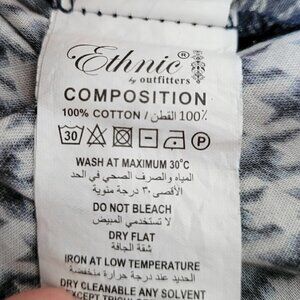 Ethnic
by outfitters
COMPOSITION
100% COTTON / القطن 100٪
30 P
WASH AT MAXIMUM 30°C
المياه والصرف الصحي في الحد
الأقصى ٣٠ درجة مئوية
DO NOT BLEACH
لا تستخدمي المبيض
DRY FLAT
شقة الجافة
IRON AT LOW TEMPERATURE
الحديد عند درجة حرارة منخفضة
DRY CLEANABLE ANY SOLVENT
EXCEPT